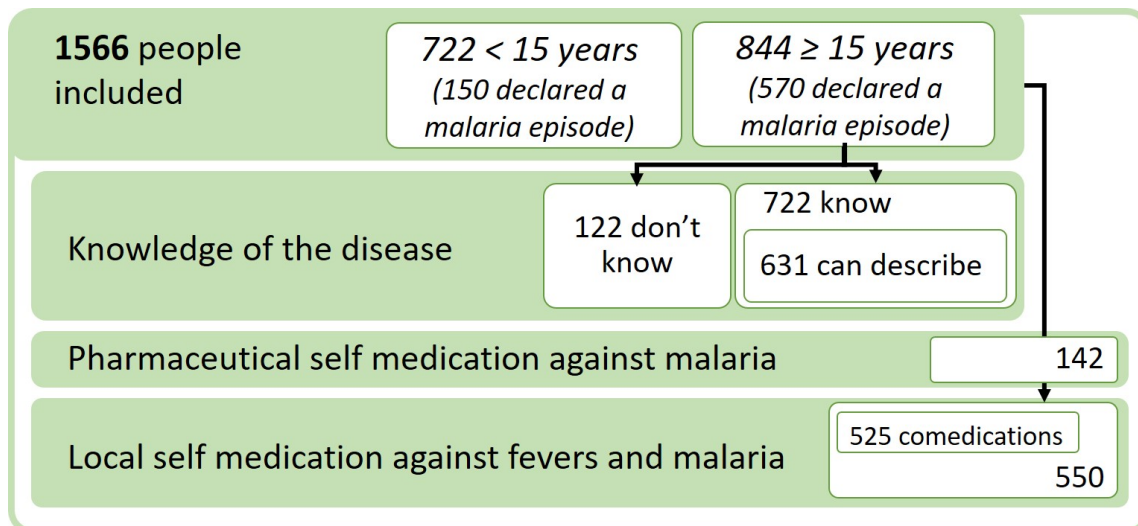 1566 people
included
722 < 15 years
(150 declared a
malaria episode)
844 ≥ 15 years
(570 declared a
malaria episode)
Knowledge of the disease
122 don’t
know
722 know
631 can describe
Pharmaceutical self medication against malaria
142
Local self medication against fevers and malaria
525 comedications
550